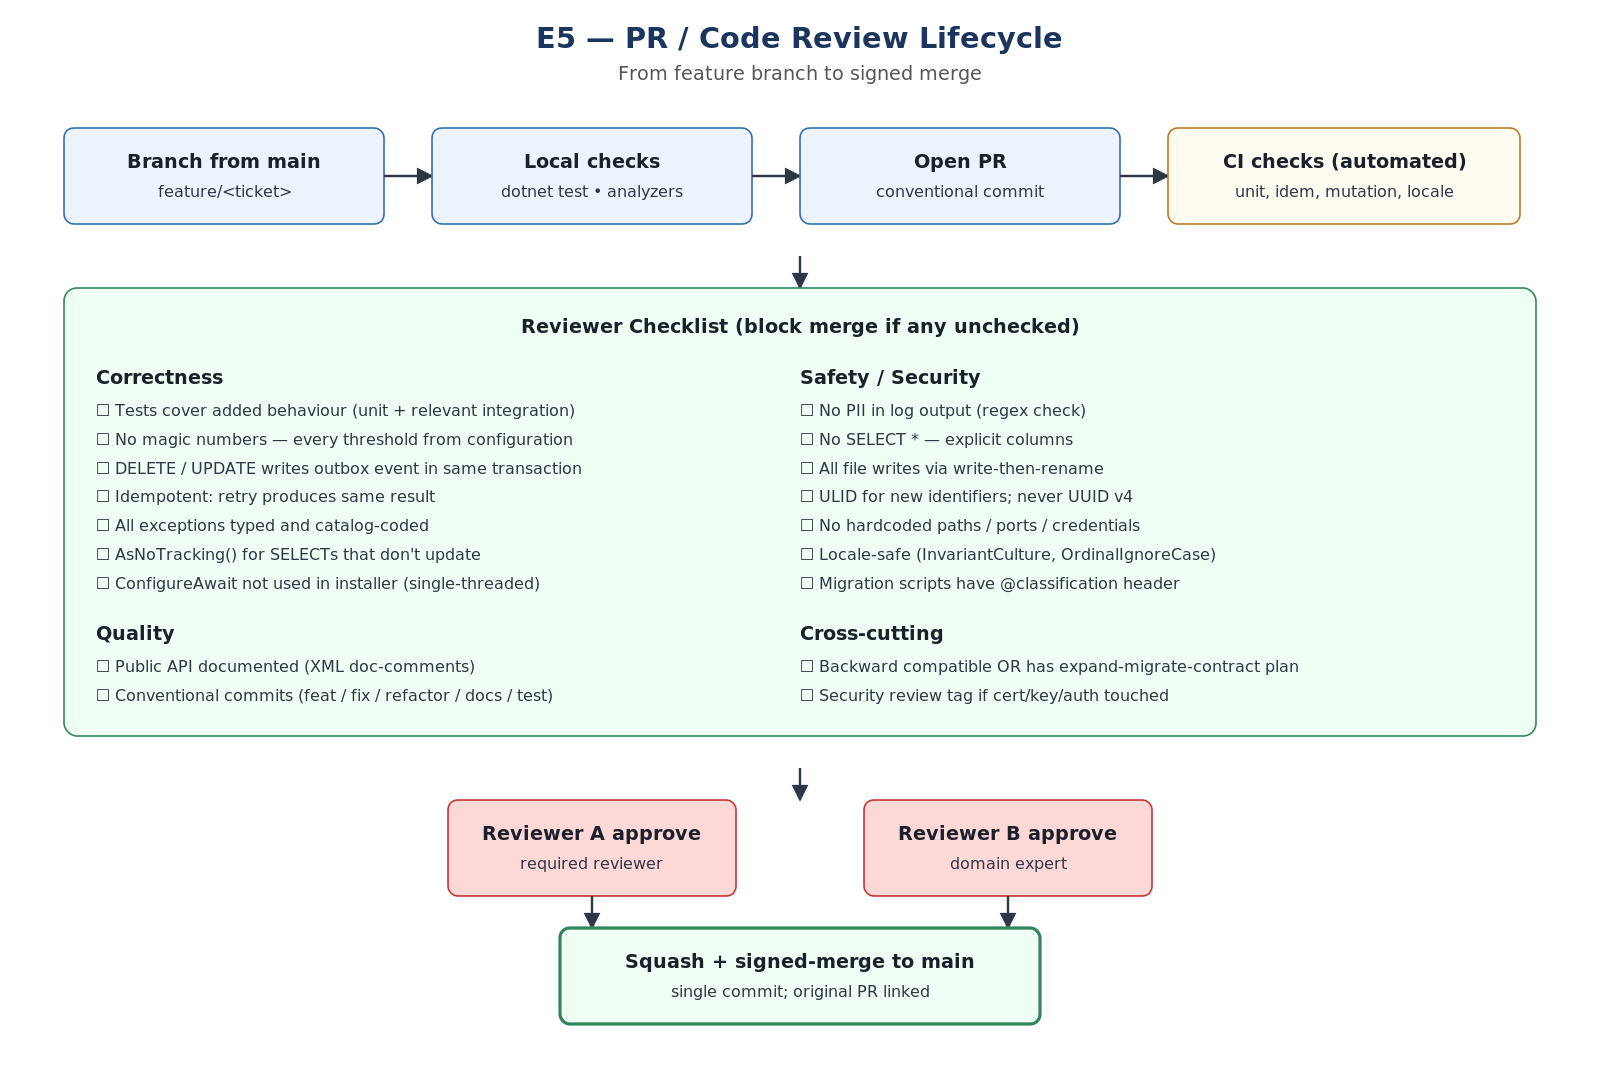 E5 — PR / Code Review Lifecycle
From feature branch to signed merge
Branch from main
feature/<ticket>
Local checks
dotnet test • analyzers
Open PR
conventional commit
CI checks (automated)
unit, idem, mutation, locale
Reviewer Checklist (block merge if any unchecked)
Correctness
☐ Tests cover added behaviour (unit + relevant integration)
☐ No magic numbers — every threshold from configuration
☐ DELETE / UPDATE writes outbox event in same transaction
☐ Idempotent: retry produces same result
☐ All exceptions typed and catalog-coded
☐ AsNoTracking() for SELECTs that don't update
☐ ConfigureAwait not used in installer (single-threaded)
Safety / Security
☐ No PII in log output (regex check)
☐ No SELECT * — explicit columns
☐ All file writes via write-then-rename
☐ ULID for new identifiers; never UUID v4
☐ No hardcoded paths / ports / credentials
☐ Locale-safe (InvariantCulture, OrdinalIgnoreCase)
☐ Migration scripts have @classification header
Quality
☐ Public API documented (XML doc-comments)
☐ Conventional commits (feat / fix / refactor / docs / test)
Cross-cutting
☐ Backward compatible OR has expand-migrate-contract plan
☐ Security review tag if cert/key/auth touched
Reviewer A approve
required reviewer
Reviewer B approve
domain expert
Squash + signed-merge to main
single commit; original PR linked